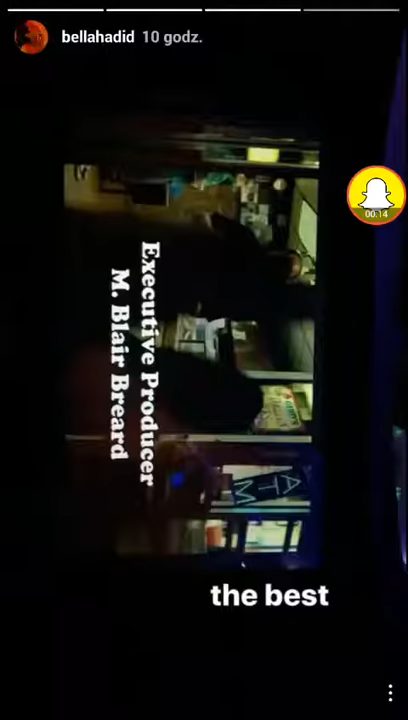 bellahadid 10 godz.
00:14
Executive Producer
M. Blair Breard
ATM
the best